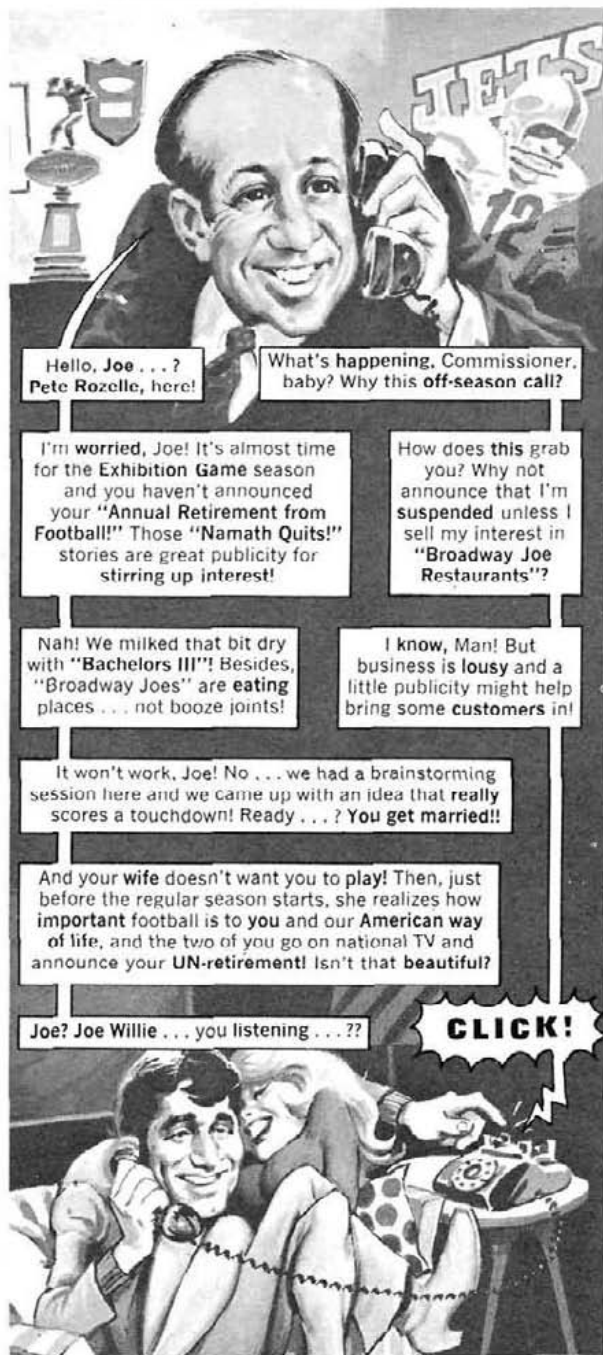 JETS
12
Hello, Joe . . . ?
Pete Rozelle, here!
What's happening, Commissioner,
baby? Why this off-season call?
I'm worried, Joe! It's almost time
for the Exhibition Game season
and you haven't announced
your "Annual Retirement from
Football!" Those "Namath Quits!"
stories are great publicity for
stirring up interest!
How does this grab
you? Why not
announce that I'm
suspended unless I
sell my interest in
"Broadway Joe
Restaurants"?
Nah! We milked that bit dry
with "Bachelors III"! Besides,
"Broadway Joes" are eating
places . . . not booze joints!
I know, Man! But
business is lousy and a
little publicity might help
bring some customers in!
It won't work, Joe! No . . . we had a brainstorming
session here and we came up with an idea that really
scores a touchdown! Ready . . . ? You get married!!
And your wife doesn't want you to play! Then, just
before the regular season starts, she realizes how
important football is to you and our American way
of life, and the two of you go on national TV and
announce your UN-retirement! Isn't that beautiful?
Joe? Joe Willie . . . you listening . . . ??
CLICK!